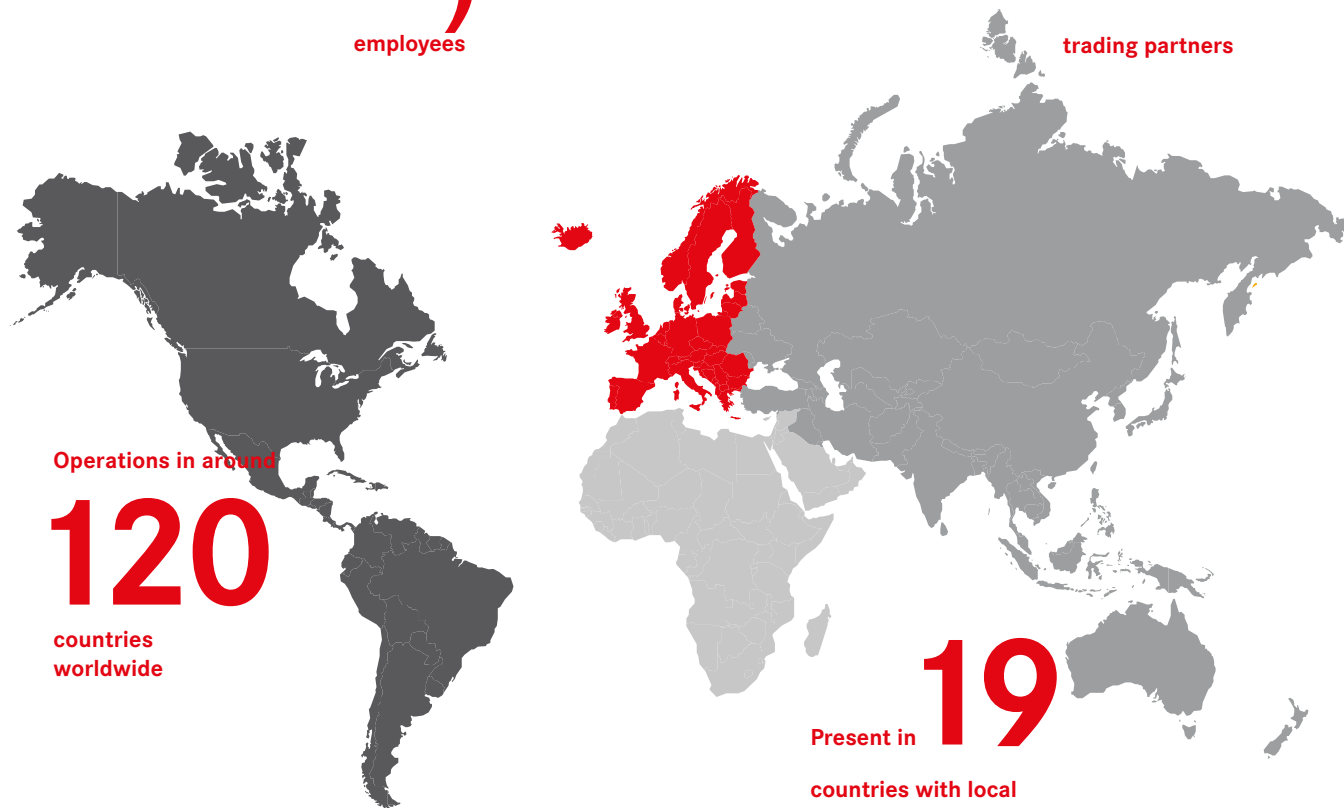 employees
trading partners
Operations in around
120
countries
worldwide
Present in 19
countries with local